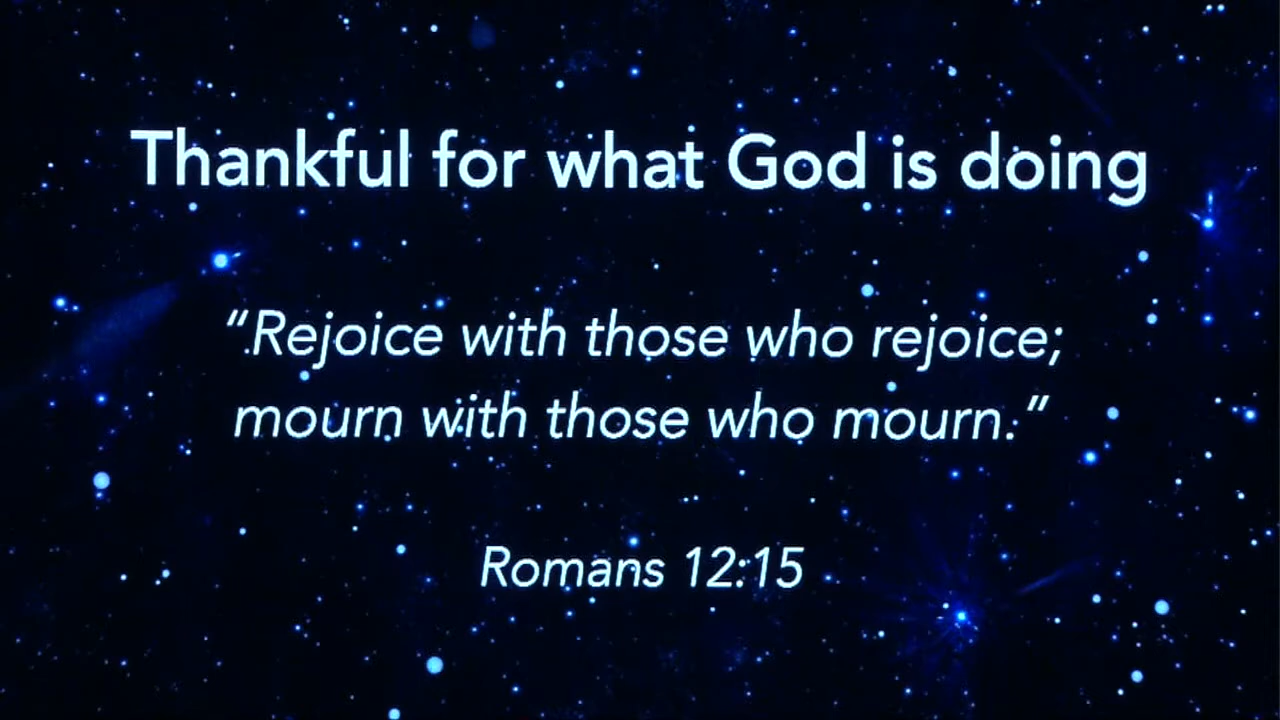 Thankful for what God is doing
“Rejoice with those who rejoice;
mourn with those who mourn.”
Romans 12:15